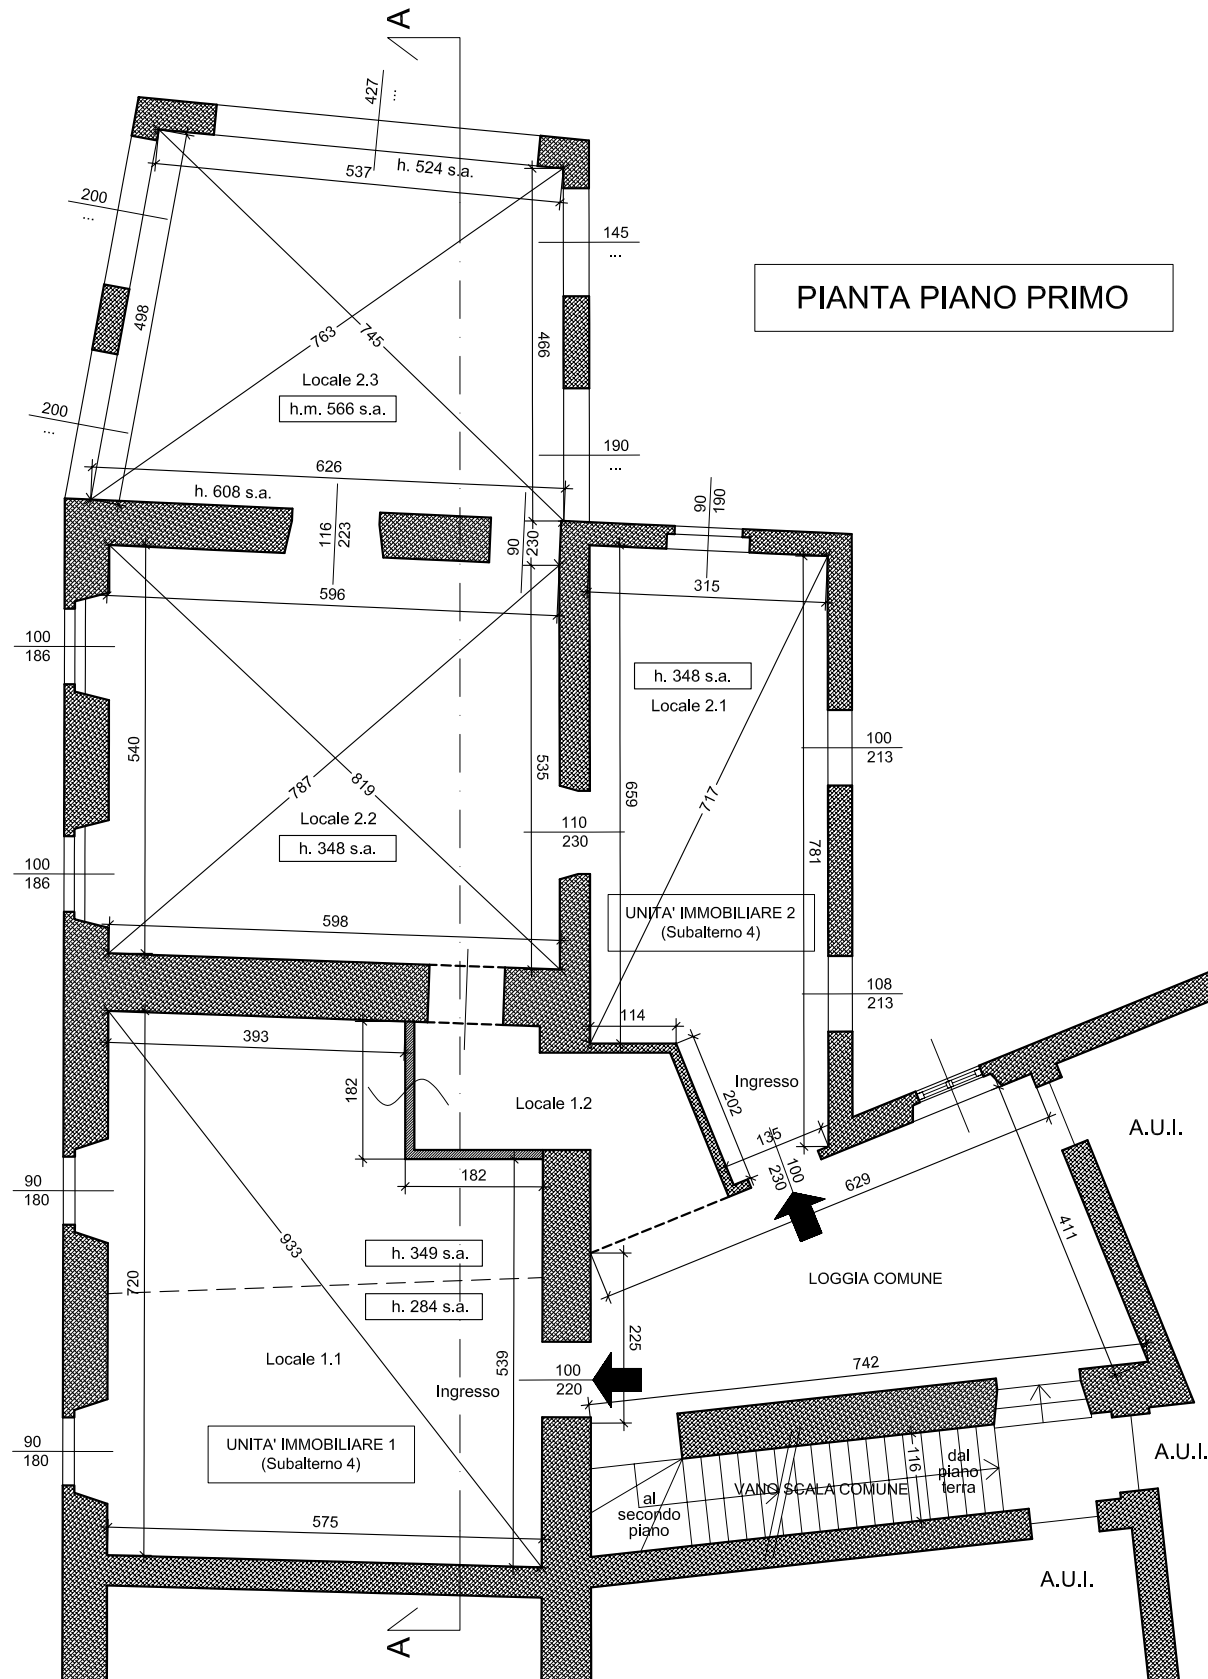 A
427
...
537
h. 524 s.a.
200
...
145
...
PIANTA PIANO PRIMO
498
763
745
466
Locale 2.3
h.m. 566 s.a.
200
...
190
...
626
h. 608 s.a.
116
223
90
230
90
190
596
315
100
186
h. 348 s.a.
Locale 2.1
540
787
819
535
659
717
100
213
Locale 2.2
h. 348 s.a.
110
230
781
100
186
598
UNITA' IMMOBILIARE 2
(Subalterno 4)
108
213
393
114
182
Locale 1.2
202
Ingresso
135
100
230
A.U.I.
629
411
90
180
182
933
720
h. 349 s.a.
h. 284 s.a.
LOGGIA COMUNE
225
Locale 1.1
539
Ingresso
100
220
742
UNITA' IMMOBILIARE 1
(Subalterno 4)
90
180
A.U.I.
116
VANO SCALA COMUNE
al
secondo
piano
dal
piano
terra
575
A.U.I.
A